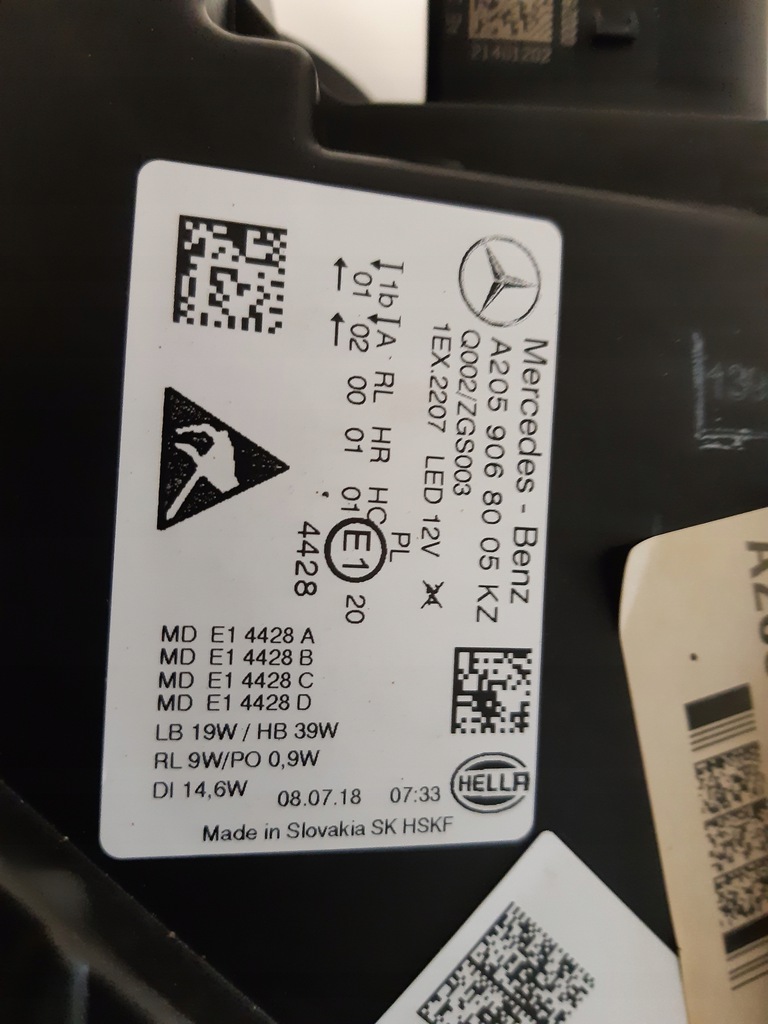 21401202
Mercedes - Benz
A205 906 80 05 KZ
Q002/ZGS003
1EX.2207 LED 12V
PL
1b A RL HR HC
01 02 00 01 01 E1 20
4428
MD E1 4428 A
MD E1 4428 B
MD E1 4428 C
MD E1 4428 D
LB 19W / HB 39W
RL 9W/PO 0,9W
DI 14,6W
08.07.18 07:33
HELLA
Made in Slovakia SK HSKF